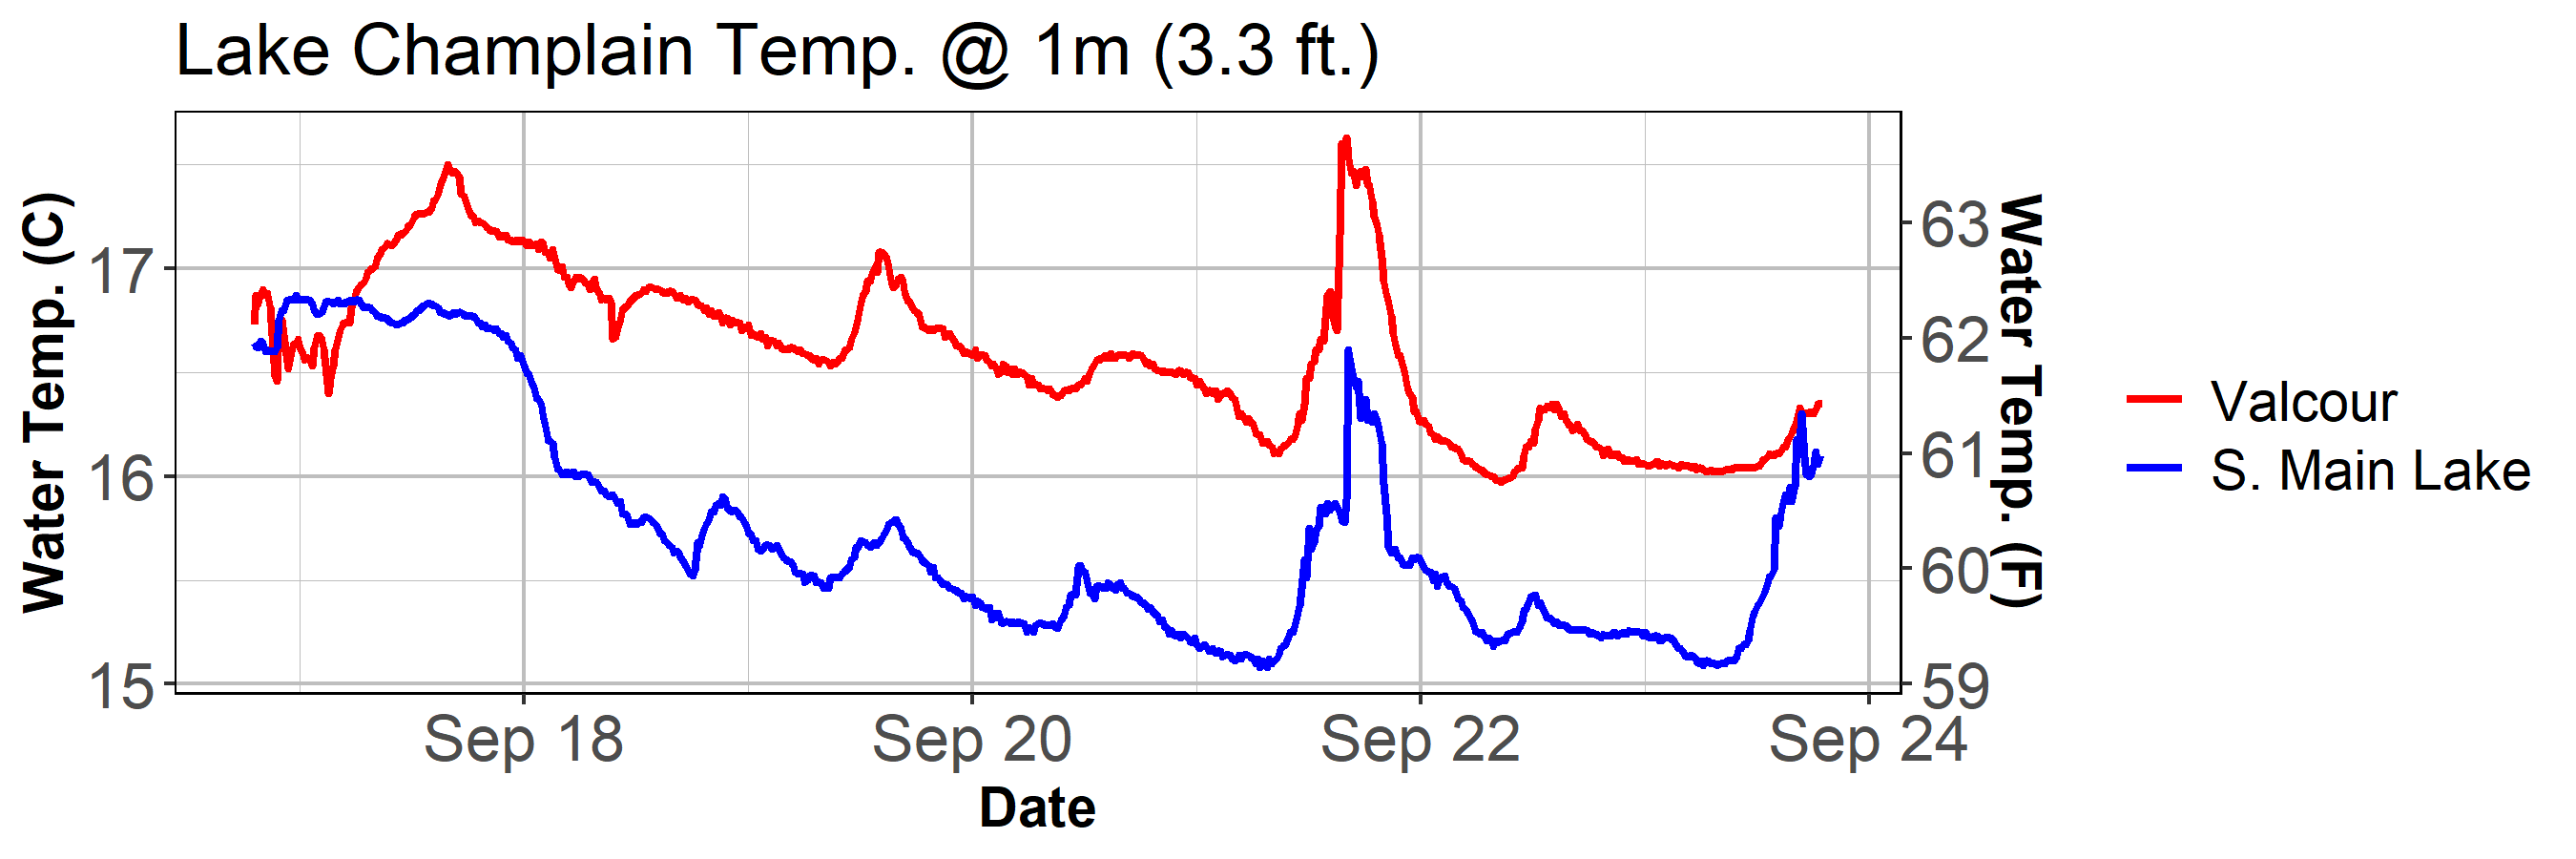 Lake Champlain Temp. @ 1m (3.3 ft.)
Water Temp. (C)
17
16
15
63
62
61
60
59
Water Temp. (F)
Sep 18
Sep 20
Sep 22
Sep 24
Date
Valcour
S. Main Lake